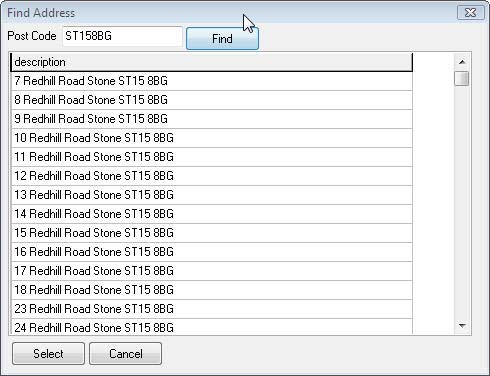 Find Address
Post Code ST158BG Find
description
7 Redhill Road Stone ST15 8BG
8 Redhill Road Stone ST15 8BG
9 Redhill Road Stone ST15 8BG
10 Redhill Road Stone ST15 8BG
11 Redhill Road Stone ST15 8BG
12 Redhill Road Stone ST15 8BG
13 Redhill Road Stone ST15 8BG
14 Redhill Road Stone ST15 8BG
15 Redhill Road Stone ST15 8BG
16 Redhill Road Stone ST15 8BG
17 Redhill Road Stone ST15 8BG
18 Redhill Road Stone ST15 8BG
23 Redhill Road Stone ST15 8BG
24 Redhill Road Stone ST15 8BG
Select Cancel